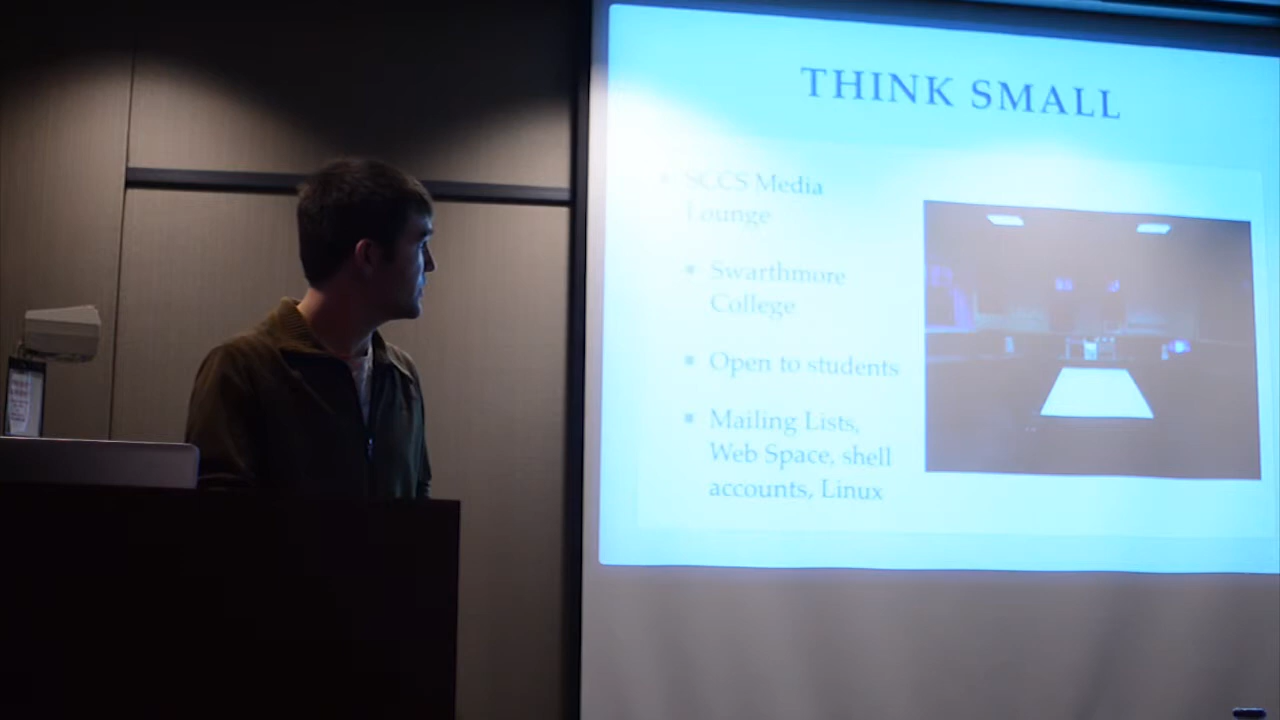 THINK SMALL
SCCS Media
Lounge
Swarthmore
College
Open to students
Mailing Lists,
Web Space, shell
accounts, Linux